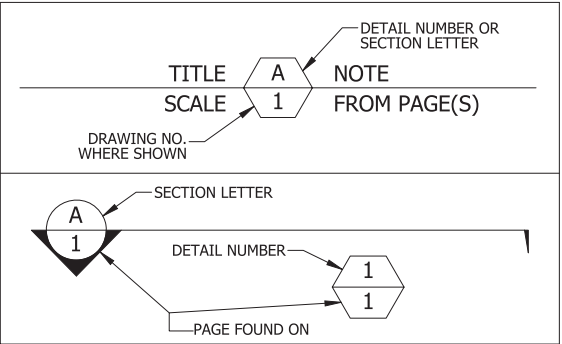 DETAIL NUMBER OR
SECTION LETTER
TITLE A NOTE
SCALE 1 FROM PAGE(S)
DRAWING NO.
WHERE SHOWN
SECTION LETTER
A
1
DETAIL NUMBER
1
1
PAGE FOUND ON